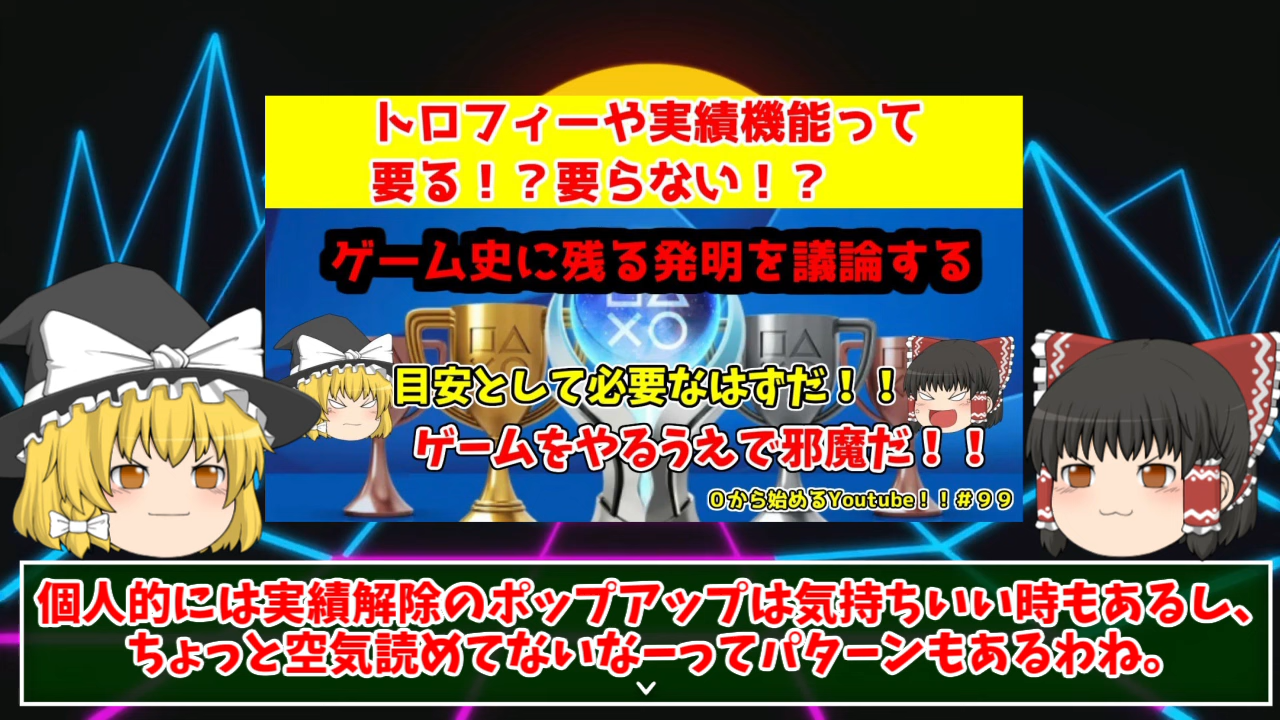 トロフィーや実績機能って
要る！？要らない！？
ゲーム史に残る発明を議論する
目安として必要なはずだ！！
ゲームをやるうえで邪魔だ！！
０から始めるYoutube！！＃９９
個人的には実績解除のポップアップは気持ちいい時もあるし、
ちょっと空気読めてないなーってパターンもあるわね。